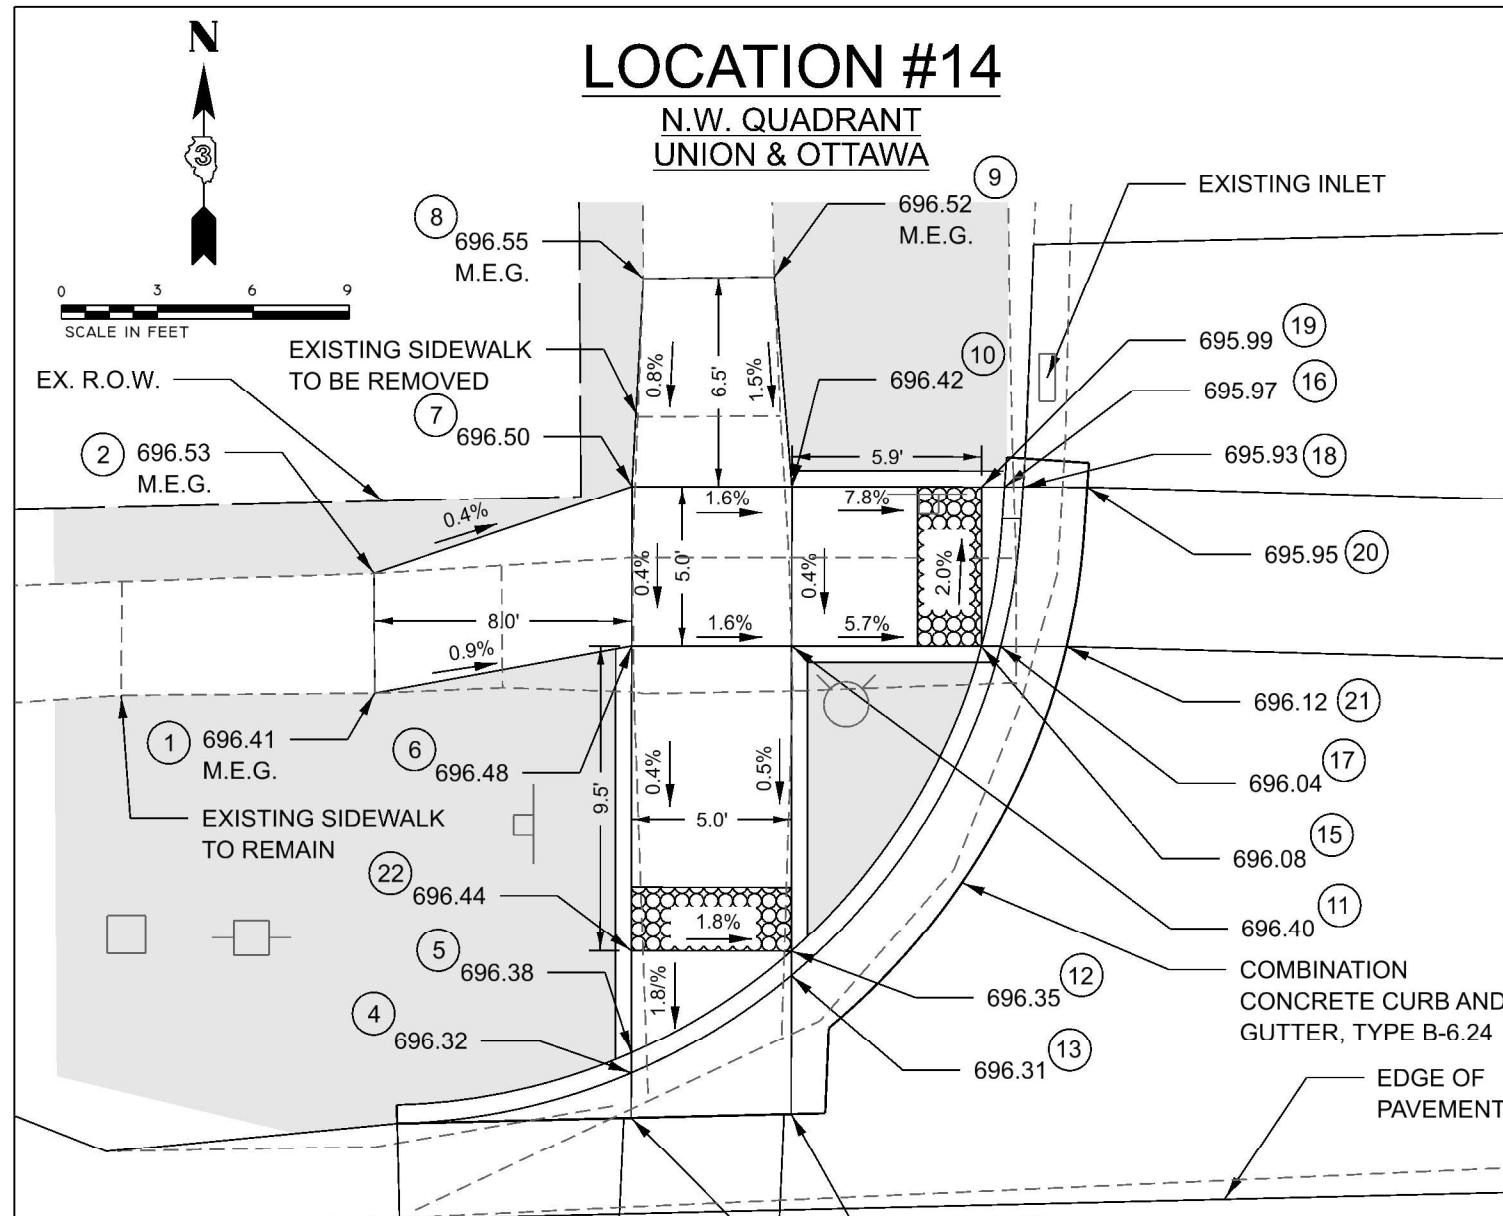 N
LOCATION #14
N.W. QUADRANT
UNION & OTTAWA
3
0 3 6 9
SCALE IN FEET
8
696.55
M.E.G.
9
696.52
M.E.G.
EXISTING INLET
EXISTING SIDEWALK
TO BE REMOVED
EX. R.O.W.
7
696.50
2
696.53
M.E.G.
0.8%
6.5'
1.5%
10
696.42
19
695.99
16
695.97
18
695.93
5.9'
0.4%
1.6%
7.8%
0.4%
5.0'
0.4%
2.0%
20
695.95
8.0'
0.9%
1.6%
5.7%
1
696.41
M.E.G.
6
696.48
EXISTING SIDEWALK
TO REMAIN
9.5'
0.4%
0.5%
5.0'
21
696.12
17
696.04
15
696.08
11
696.40
22
696.44
1.8%
5
696.38
4
696.32
1.8/%
12
696.35
13
696.31
COMBINATION
CONCRETE CURB AND
GUTTER, TYPE B-6.24
EDGE OF
PAVEMENT